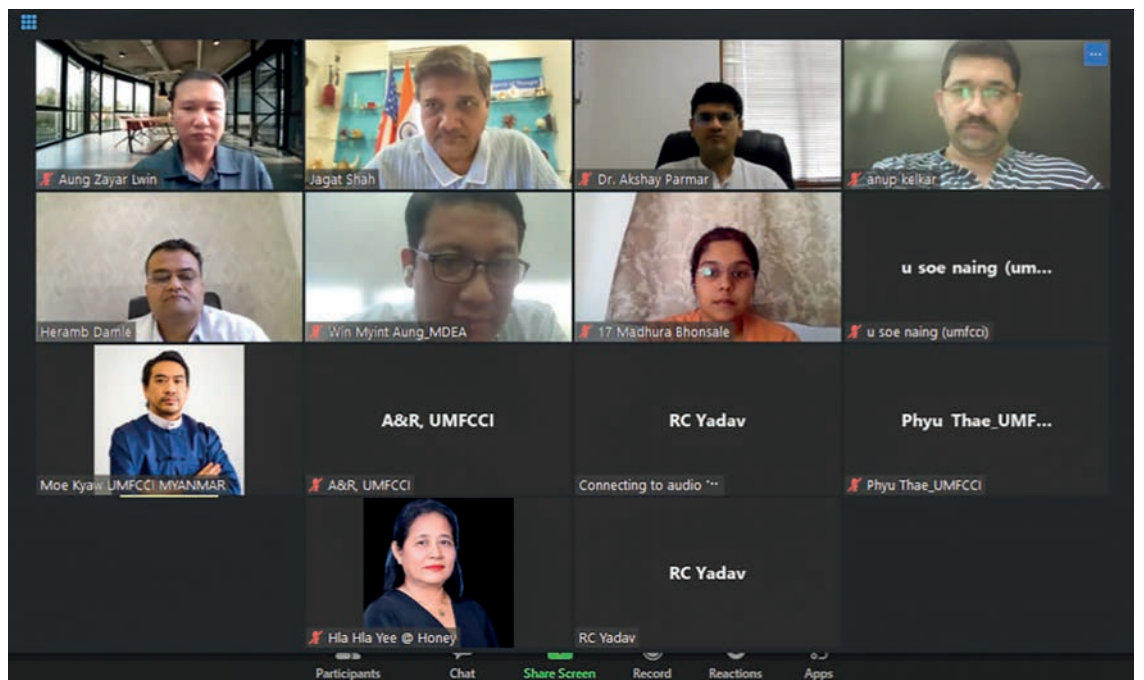 Aung Zayar Lwin
Jagat Shah
Dr. Akshay Parmar
anup kelkar
Heramb Damle
Win Myint Aung_MDEA
17 Madhura Bhonsale
u soe naing (um...
u soe naing (umfcci)
Moe Kyaw UMFCCI MYANMAR
A&R, UMFCCI
A&R, UMFCCI
RC Yadav
Connecting to audio ...
Phyu Thae_UMF...
Phyu Thae_UMFCCI
Hla Hla Yee @ Honey
RC Yadav
RC Yadav
Participants
Chat
Share Screen
Record
Reactions
Apps